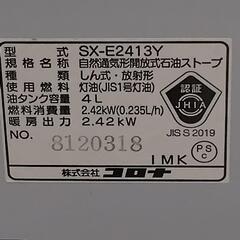 型式 SX-E2413Y
規格名称 自然通気形開放式石油ストーブ
種類 しん式・放射形
使用燃料 灯油(JIS1号灯油)
油タンク容量 4L
燃料消費量 2.42kW(0.235L/h)
暖房出力 2.42kW
NO. 8120318
認証
JHIA
JIS S 2019
PSC
1MK
株式会社コロナ